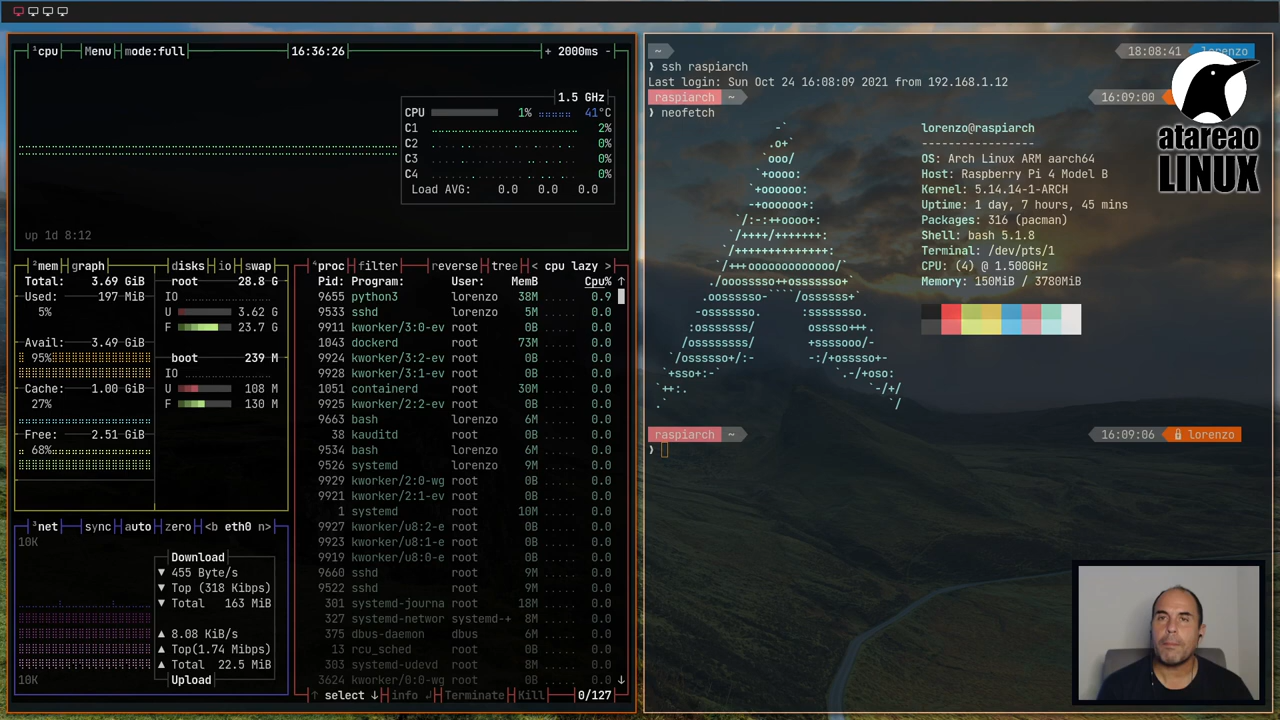 ¹cpu Menu mode:full 16:36:26 + 2000ms -
1.5 GHz
CPU 1% 41°C
C1 2%
C2 0%
C3 0%
C4 0%
Load AVG: 0.0 0.0 0.0
up 1d 8:12
²mem graph
Total: 3.69 GiB
Used: 197 MiB
5%
Avail: 3.49 GiB
95%
Cache: 1.00 GiB
27%
Free: 2.51 GiB
68%
disks io swap
root 28.8 G
IO
U 3.62 G
F 23.7 G
boot 239 M
IO
U 108 M
F 130 M
³net sync auto zero <b eth0 n>
10K
Download
▼ 455 Byte/s
▼ Top (318 Kibps)
▼ Total 163 MiB
▲ 8.08 KiB/s
▲ Top(1.74 Mibps)
▲ Total 22.5 MiB
Upload
10K
⁴proc filter reverse tree < cpu lazy >
Pid: Program: User: MemB Cpu% ↑
9655 python3 lorenzo 38M 0.9
9533 sshd lorenzo 5M 0.0
9911 kworker/3:0-ev root 0B 0.0
1043 dockerd root 73M 0.0
9924 kworker/3:2-ev root 0B 0.0
9928 kworker/3:1-ev root 0B 0.0
1051 containerd root 30M 0.0
9925 kworker/2:2-ev root 0B 0.0
9663 bash lorenzo 6M 0.0
38 kauditd root 0B 0.0
9534 bash lorenzo 6M 0.0
9526 systemd lorenzo 9M 0.0
9929 kworker/2:0-wg root 0B 0.0
9921 kworker/2:1-ev root 0B 0.0
1 systemd root 10M 0.0
9927 kworker/u8:2-e root 0B 0.0
9923 kworker/u8:1-e root 0B 0.0
9919 kworker/u8:0-e root 0B 0.0
9660 sshd root 9M 0.0
9522 sshd root 9M 0.0
301 systemd-journa root 18M 0.0
327 systemd-networ systemd-+ 8M 0.0
375 dbus-daemon dbus 6M 0.0
13 rcu_sched root 0B 0.0
303 systemd-udevd root 8M 0.0
3624 kworker/0:0-wg root 0B 0.0 ↓
↑ select ↓ info ↲ Terminate Kill 0/127
~ 18:08:41 lorenzo
❯ ssh raspiarch
Last login: Sun Oct 24 16:08:09 2021 from 192.168.1.12
raspiarch ~ 16:09:00
❯ neofetch
lorenzo@raspiarch
-----------------
OS: Arch Linux ARM aarch64
Host: Raspberry Pi 4 Model B
Kernel: 5.14.14-1-ARCH
Uptime: 1 day, 7 hours, 45 mins
Packages: 316 (pacman)
Shell: bash 5.1.8
Terminal: /dev/pts/1
CPU: (4) @ 1.500GHz
Memory: 150MiB / 3780MiB
raspiarch ~ 16:09:06 lorenzo
❯
atareao
LINUX